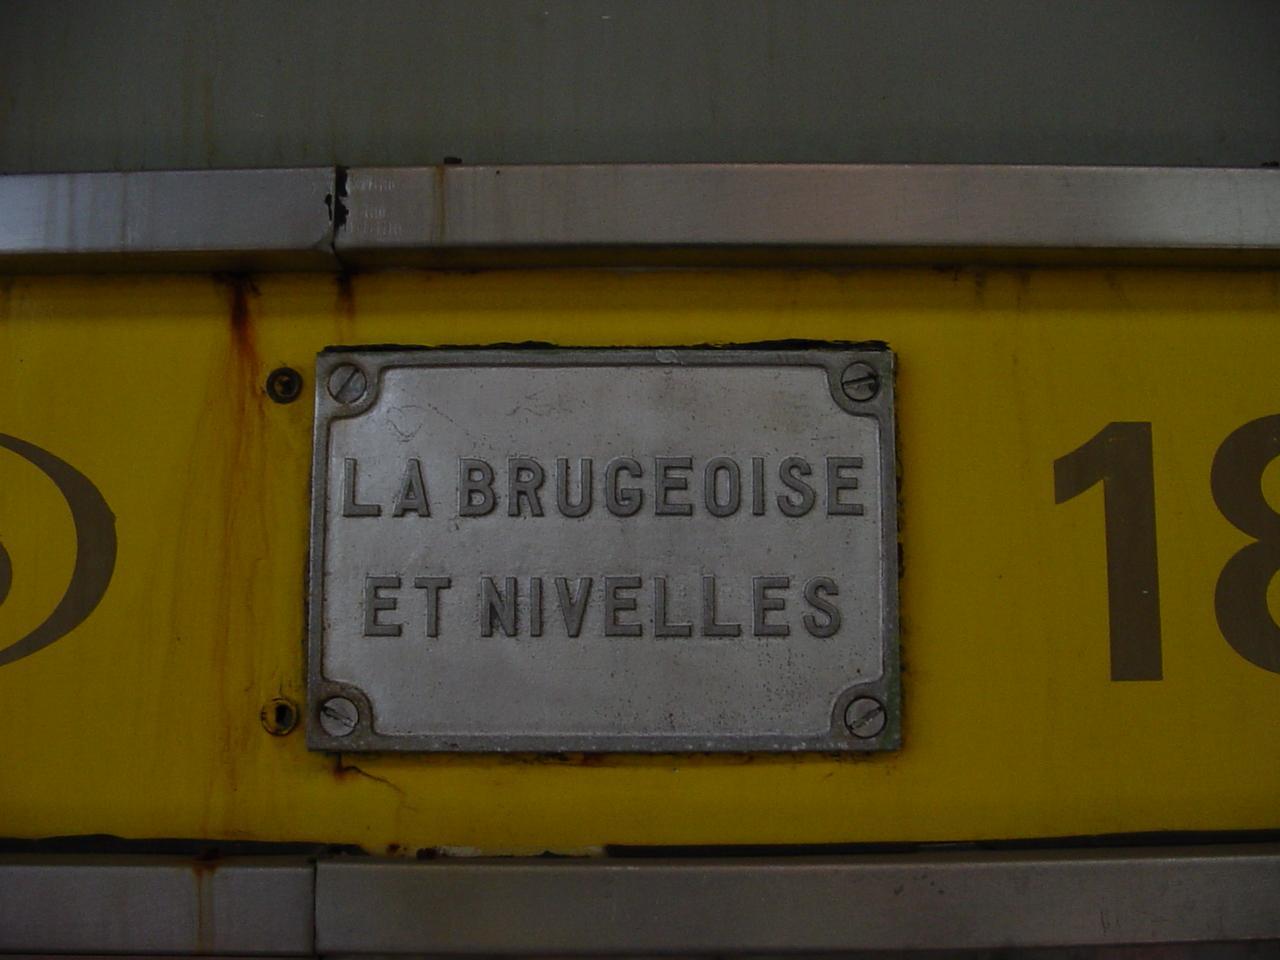 LA BRUGEOISE
ET NIVELLES
18